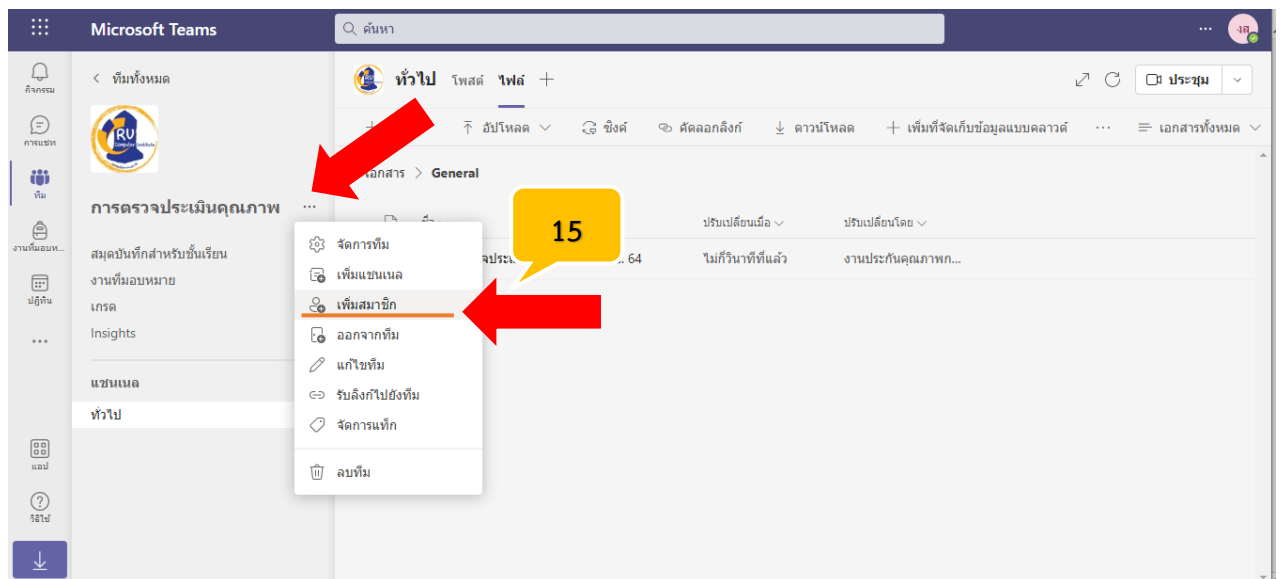 Microsoft Teams
ค้นหา
งส
กิจกรรม
การแชท
ทีม
งานที่มอบห...
ปฏิทิน
...
แอป
วิธีใช้
< ทีมทั้งหมด
RU
การตรวจประเมินคุณภาพ ...
สมุดบันทึกสำหรับชั้นเรียน
งานที่มอบหมาย
เกรด
Insights
แชนเนล
ทั่วไป
ทั่วไป โพสต์ ไฟล์ +
ประชุม
อัปโหลด ซิงค์ คัดลอกลิงก์ ดาวน์โหลด + เพิ่มที่จัดเก็บข้อมูลแบบคลาวด์ ... เอกสารทั้งหมด
เอกสาร > General
ปรับเปลี่ยนเมื่อ ปรับเปลี่ยนโดย
64 ไม่กี่วินาทีที่แล้ว งานประกันคุณภาพก...
15
จัดการทีม
เพิ่มแชนเนล
เพิ่มสมาชิก
ออกจากทีม
แก้ไขทีม
รับลิงก์ไปยังทีม
จัดการแท็ก
ลบทีม